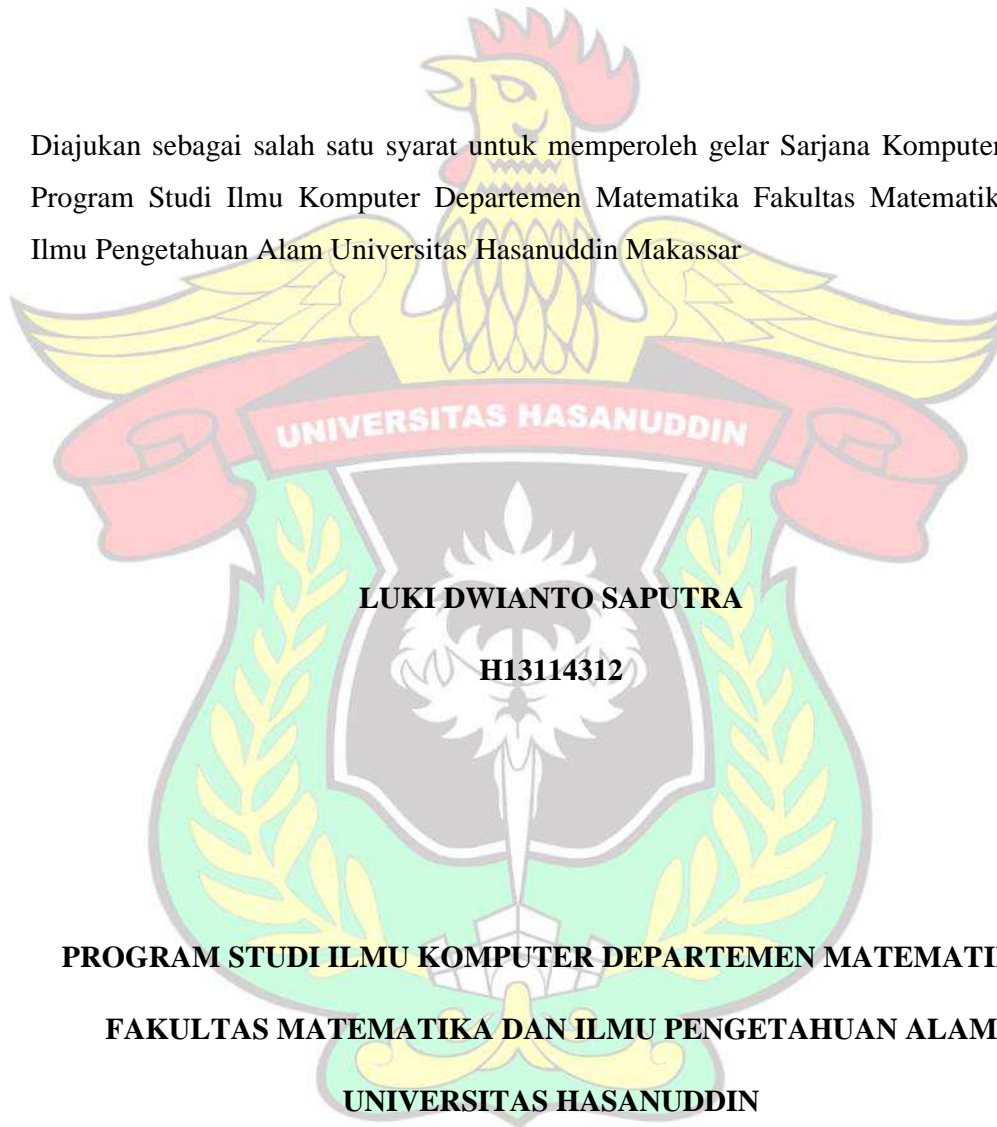 Diajukan sebagai salah satu syarat untuk memperoleh gelar Sarjana Komputer
Program Studi Ilmu Komputer Departemen Matematika Fakultas Matematik
Ilmu Pengetahuan Alam Universitas Hasanuddin Makassar
UNIVERSITAS HASANUDDIN
LUKI DWIANTO SAPUTRA
H13114312
PROGRAM STUDI ILMU KOMPUTER DEPARTEMEN MATEMATI
FAKULTAS MATEMATIKA DAN ILMU PENGETAHUAN ALAM
UNIVERSITAS HASANUDDIN